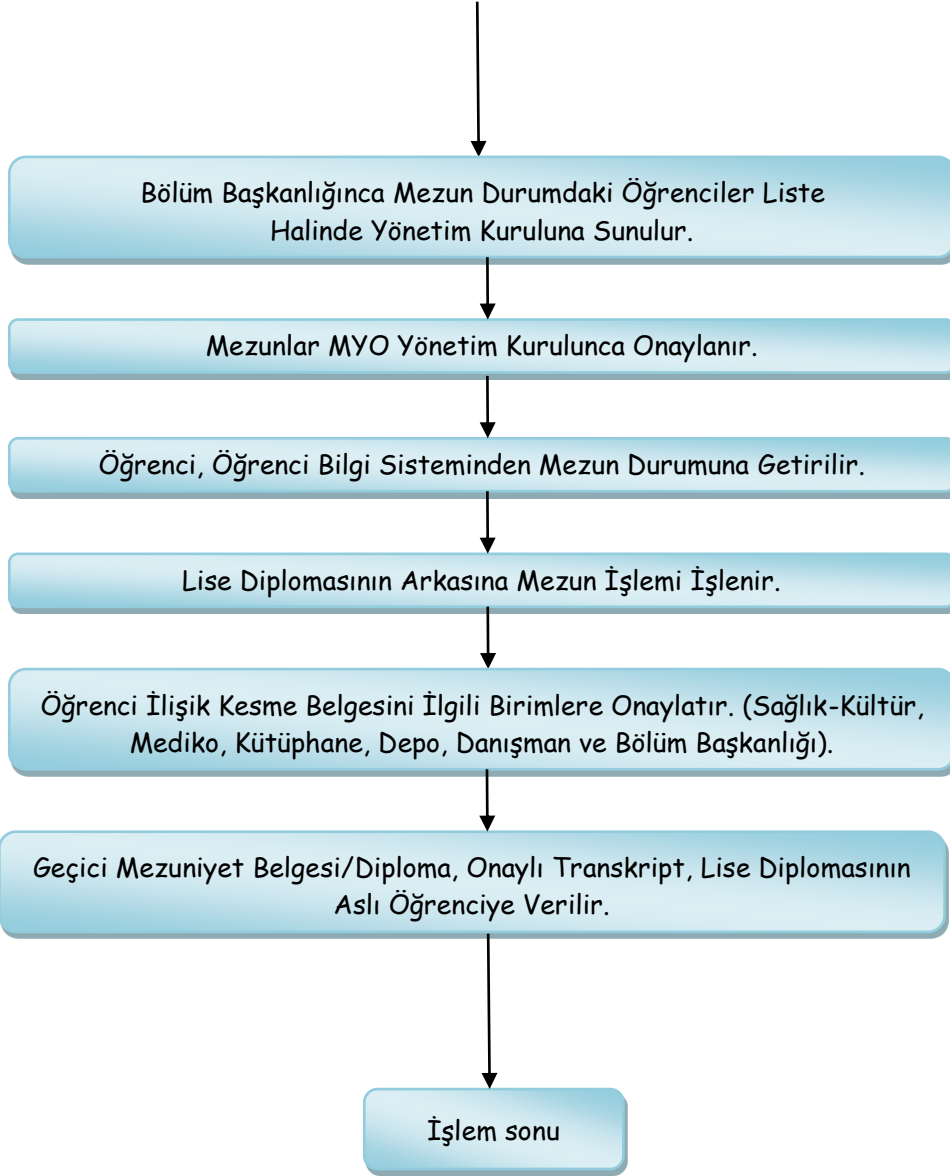 Bölüm Başkanlığınca Mezun Durumdaki Öğrenciler Liste
Halinde Yönetim Kuruluna Sunulur.
Mezunlar MYO Yönetim Kurulunca Onaylanır.
Öğrenci, Öğrenci Bilgi Sisteminden Mezun Durumuna Getirilir.
Lise Diplomasının Arkasına Mezun İşlemi İşlenir.
Öğrenci İlişik Kesme Belgesini İlgili Birimlere Onaylatır. (Sağlık-Kültür,
Mediko, Kütüphane, Depo, Danışman ve Bölüm Başkanlığı).
Geçici Mezuniyet Belgesi/Diploma, Onaylı Transkript, Lise Diplomasının
Aslı Öğrenciye Verilir.
İşlem sonu